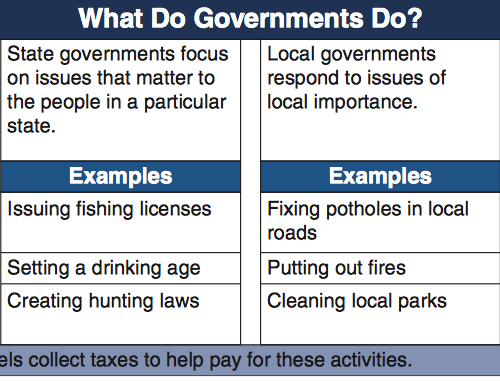 What Do Governments Do?
State governments focus
on issues that matter to
the people in a particular
state.
Local governments
respond to issues of
local importance.
Examples
Examples
Issuing fishing licenses
Fixing potholes in local
roads
Setting a drinking age
Putting out fires
Creating hunting laws
Cleaning local parks
els collect taxes to help pay for these activities.